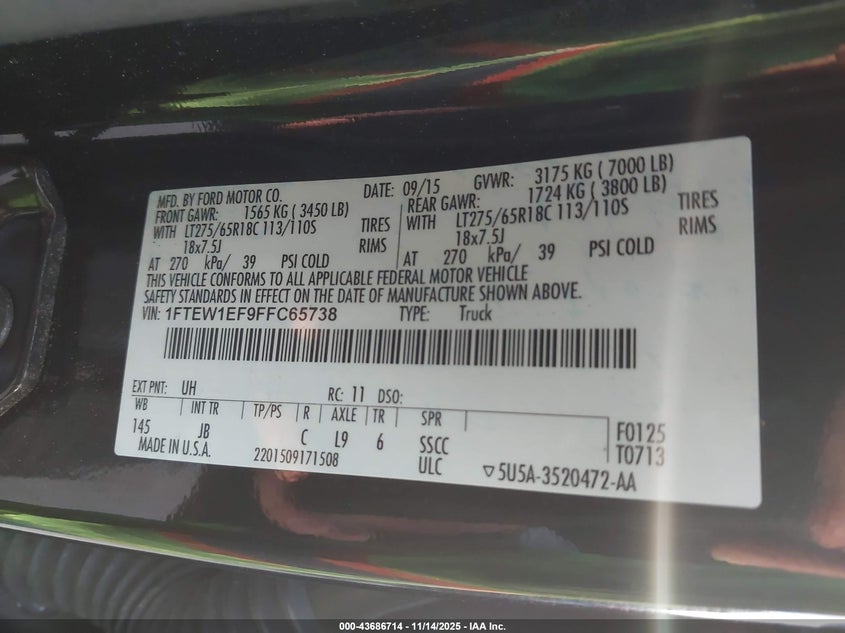 MFD. BY FORD MOTOR CO. DATE: 09/15 GVWR: 3175 KG ( 7000 LB)
FRONT GAWR: 1565 KG ( 3450 LB) REAR GAWR: 1724 KG ( 3800 LB)
WITH LT275/65R18C 113/110S TIRES WITH LT275/65R18C 113/110S TIRES
18x7.5J RIMS 18x7.5J RIMS
AT 270 kPa/ 39 PSI COLD AT 270 kPa/ 39 PSI COLD
THIS VEHICLE CONFORMS TO ALL APPLICABLE FEDERAL MOTOR VEHICLE
SAFETY STANDARDS IN EFFECT ON THE DATE OF MANUFACTURE SHOWN ABOVE.
VIN: 1FTEW1EF9FFC65738 TYPE: Truck
EXT PNT: UH RC: 11 DSO:
WB INT TR TP/PS R AXLE TR SPR
145 JB C L9 6 SSCC F0125
MADE IN U.S.A. 2201509171508 ULC T0713
▽5U5A-3520472-AA
000-43686714 - 11/14/2025 - IAA Inc.